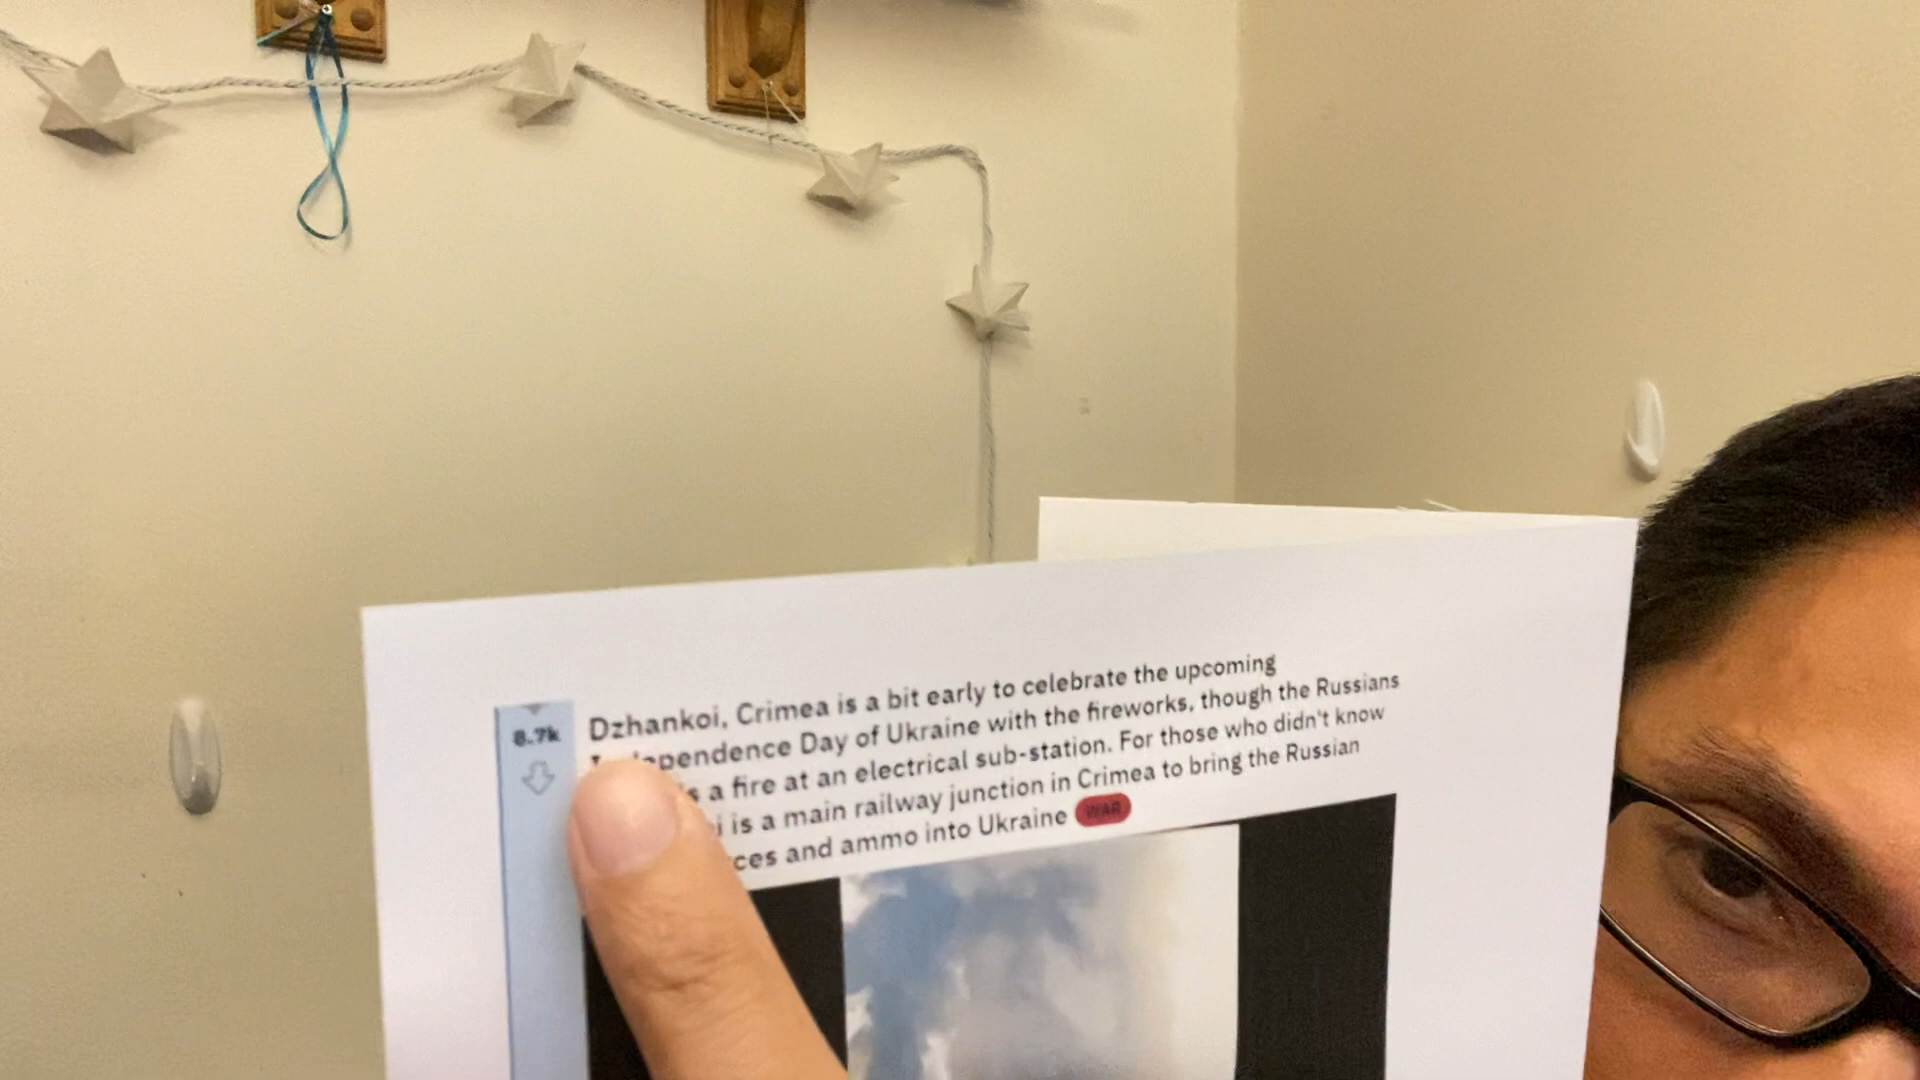 8.7k
Dzhankoi, Crimea is a bit early to celebrate the upcoming
Day of Ukraine with the fireworks, though the Russians
a fire at an electrical sub-station. For those who didn't know
is a main railway junction in Crimea to bring the Russian
and ammo into Ukraine WAR